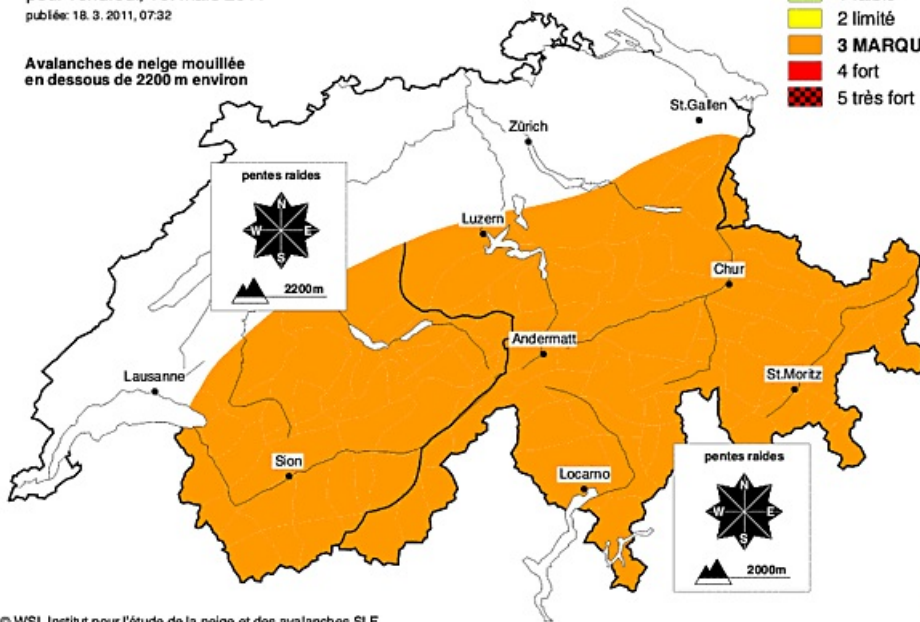 publiée: 18. 3. 2011, 07:32
Avalanches de neige mouillée
en dessous de 2200 m environ
2 limité
3 MARQU
4 fort
5 très fort
St.Gallen
Zürich
pentes raides
N
W E
S
2200m
Luzern
Chur
Andermatt
Lausanne
St.Moritz
Sion
Locarno
pentes raides
N
W E
S
2000m
© WSL Institut pour l'étude de la neige et des avalanches SLF